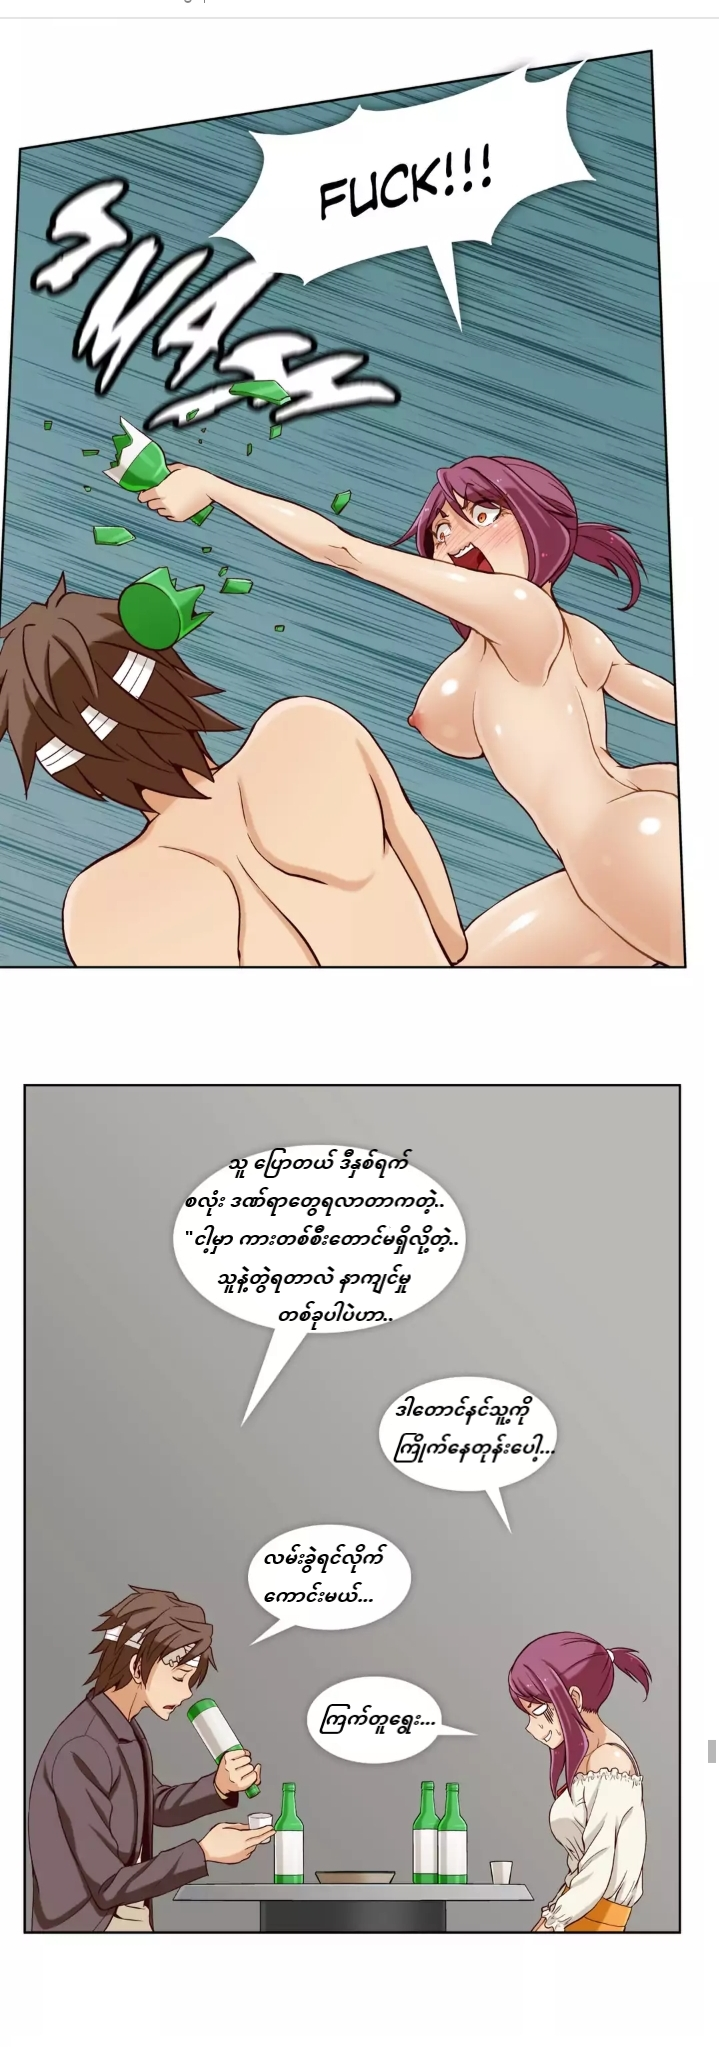 FUCK!!!
SMASH
သူ ပြောတယ် ဒီနှစ်ရက်
စလုံး ဒဏ်ရာတွေရလာတာကတဲ့..
"ငါ့မှာ ကားတစ်စီးတောင်မရှိလို့တဲ့..
သူနဲ့တွဲရတာလဲ နာကျင်မှု
တစ်ခုပါပဲဟာ..
ဒါတောင်နင်သူ့ကို
ကြိုက်နေတုန်းပေါ့...
လမ်းခွဲရင်လိုက်
ကောင်းမယ်...
ကြက်တူရွေး...